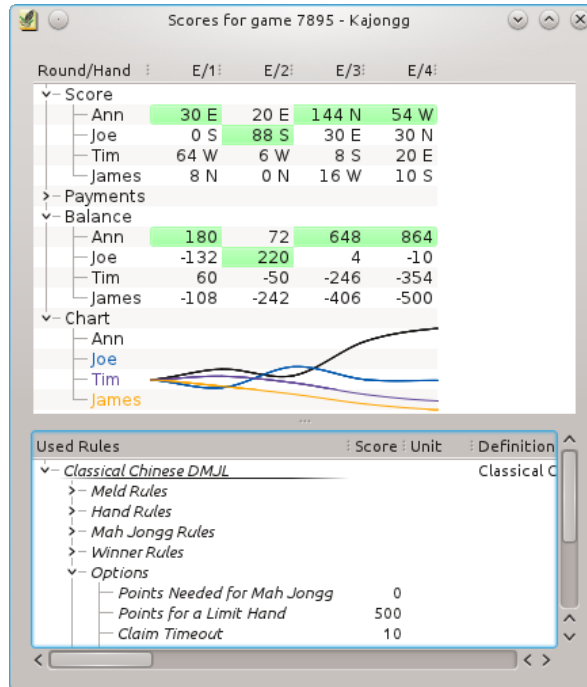 Scores for game 7895 - Kajongg
Round/Hand E/1 E/2 E/3 E/4
Score
Ann 30 E 20 E 144 N 54 W
Joe 0 S 88 S 30 E 30 N
Tim 64 W 6 W 8 S 20 E
James 8 N 0 N 16 W 10 S
Payments
Balance
Ann 180 72 648 864
Joe -132 220 4 -10
Tim 60 -50 -246 -354
James -108 -242 -406 -500
Chart
Ann
Joe
Tim
James
Used Rules Score Unit Definition
Classical Chinese DMJL Classical C
Meld Rules
Hand Rules
Mah Jongg Rules
Winner Rules
Options
Points Needed for Mah Jongg 0
Points for a Limit Hand 500
Claim Timeout 10